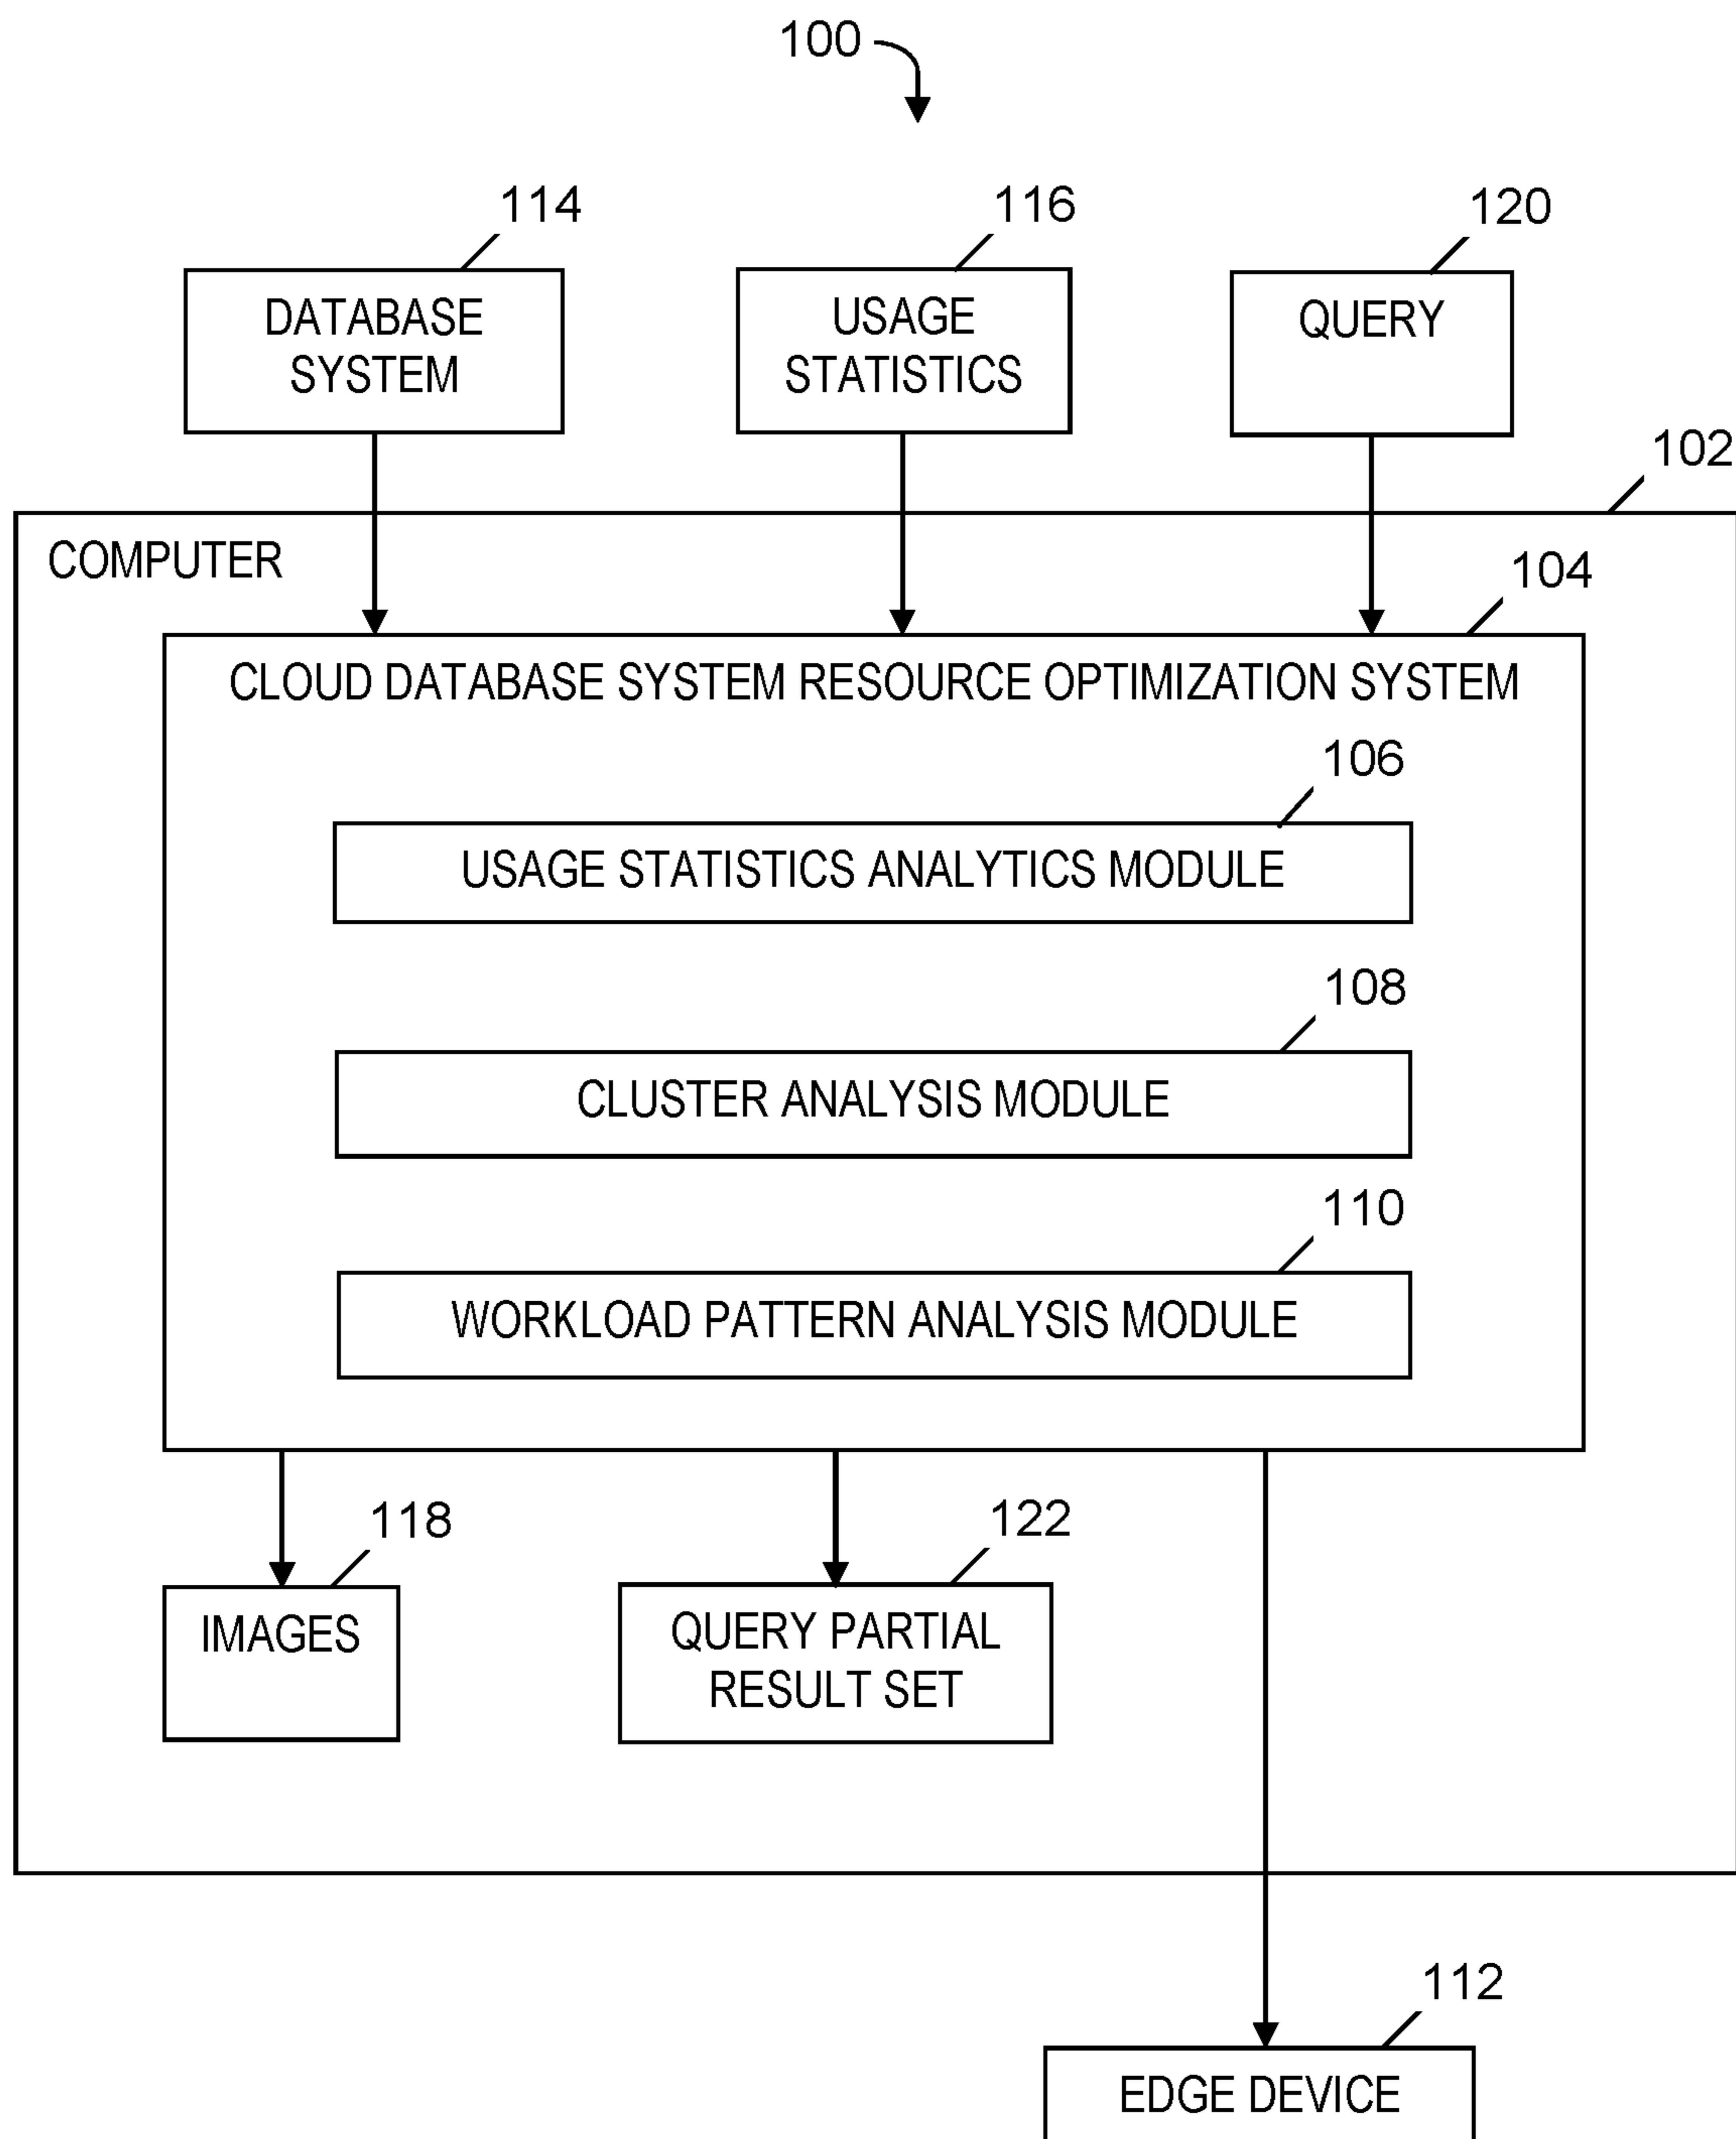 100
114
116
120
DATABASE
SYSTEM
USAGE
STATISTICS
QUERY
102
COMPUTER
104
CLOUD DATABASE SYSTEM RESOURCE OPTIMIZATION SYSTEM
106
USAGE STATISTICS ANALYTICS MODULE
108
CLUSTER ANALYSIS MODULE
110
WORKLOAD PATTERN ANALYSIS MODULE
118
122
IMAGES
QUERY PARTIAL
RESULT SET
112
EDGE DEVICE